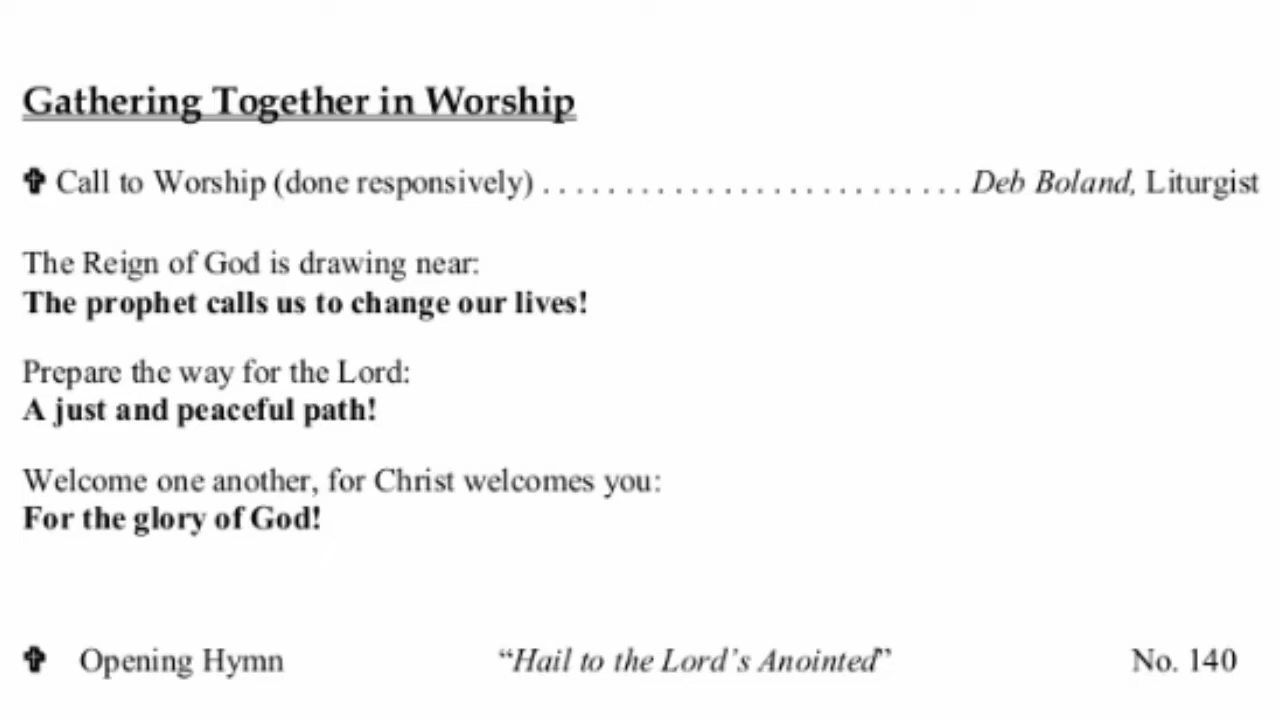 Gathering Together in Worship
✟ Call to Worship (done responsively) . . . . . . . . . . . . . . . . . . . . . . . . . . Deb Boland, Liturgist
The Reign of God is drawing near:
The prophet calls us to change our lives!
Prepare the way for the Lord:
A just and peaceful path!
Welcome one another, for Christ welcomes you:
For the glory of God!
✟ Opening Hymn “Hail to the Lord’s Anointed” No. 140